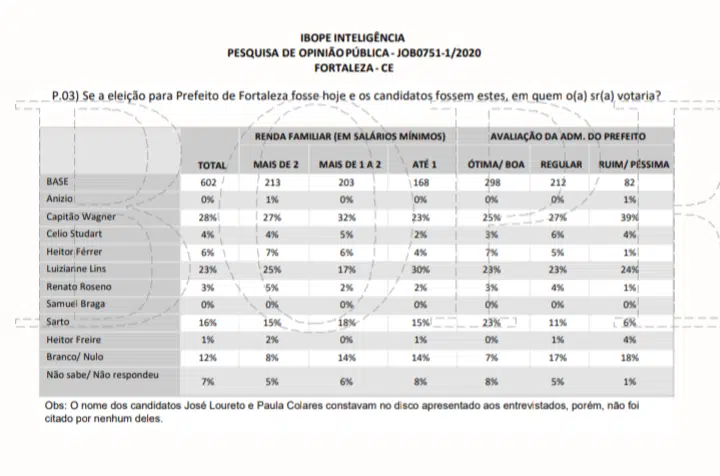 IBOPE INTELIGÊNCIA
PESQUISA DE OPINIÃO PÚBLICA - JOB0751-1/2020
FORTALEZA - CE
P.03) Se a eleição para Prefeito de Fortaleza fosse hoje e os candidatos fossem estes, em quem o(a) sr(a) votaria?
RENDA FAMILIAR (EM SALÁRIOS MÍNIMOS) AVALIAÇÃO DA ADM. DO PREFEITO
TOTAL MAIS DE 2 MAIS DE 1 A 2 ATÉ 1 ÓTIMA/ BOA REGULAR RUIM/ PÉSSIMA
BASE 602 213 203 168 298 212 82
Anizio 0% 1% 0% 0% 0% 0% 1%
Capitão Wagner 28% 27% 32% 23% 25% 27% 39%
Celio Studart 4% 4% 5% 2% 3% 6% 4%
Heitor Férrer 6% 7% 6% 4% 7% 5% 1%
Luizianne Lins 23% 25% 17% 30% 23% 23% 24%
Renato Roseno 3% 5% 2% 2% 3% 4% 1%
Samuel Braga 0% 0% 0% 0% 0% 0% 0%
Sarto 16% 15% 18% 15% 23% 11% 6%
Heitor Freire 1% 2% 0% 1% 0% 1% 4%
Branco/ Nulo 12% 8% 14% 14% 7% 17% 18%
Não sabe/ Não respondeu 7% 5% 6% 8% 8% 5% 1%
Obs: O nome dos candidatos José Loureto e Paula Colares constavam no disco apresentado aos entrevistados, porém, não foi
citado por nenhum deles.